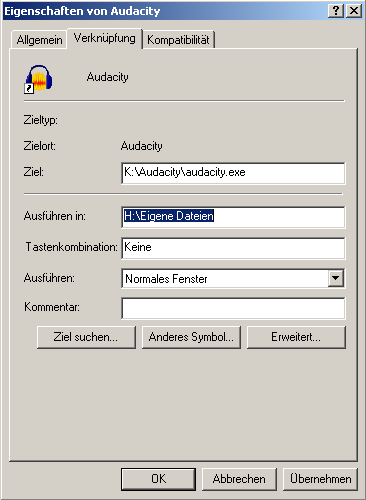 Eigenschaften von Audacity
Allgemein Verknüpfung Kompatibilität
Audacity
Zieltyp:
Zielort: Audacity
Ziel: K:\Audacity\audacity.exe
Ausführen in: H:\Eigene Dateien
Tastenkombination: Keine
Ausführen: Normales Fenster
Kommentar:
Ziel suchen... Anderes Symbol... Erweitert...
OK Abbrechen Übernehmen